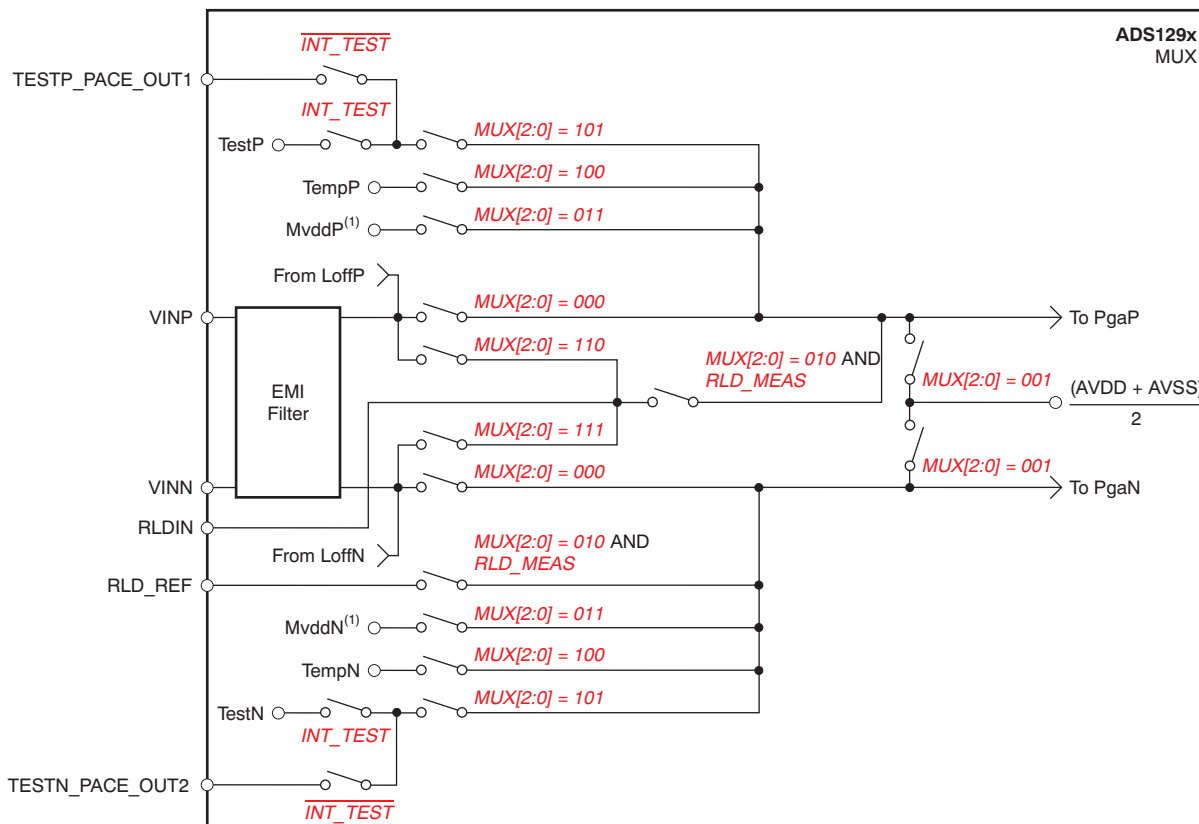 ADS129x
MUX
INT_TEST
TESTP_PACE_OUT1
INT_TEST
MUX[2:0] = 101
TestP
MUX[2:0] = 100
TempP
MUX[2:0] = 011
MvddP(1)
From LoffP
MUX[2:0] = 000
VINP
To PgaP
MUX[2:0] = 110
MUX[2:0] = 010 AND
RLD_MEAS
MUX[2:0] = 001
(AVDD + AVSS)
2
EMI
Filter
MUX[2:0] = 111
MUX[2:0] = 000
MUX[2:0] = 001
VINN
To PgaN
RLDIN
From LoffN
MUX[2:0] = 010 AND
RLD_MEAS
RLD_REF
MUX[2:0] = 011
MvddN(1)
MUX[2:0] = 100
TempN
MUX[2:0] = 101
TestN
INT_TEST
TESTN_PACE_OUT2
INT_TEST